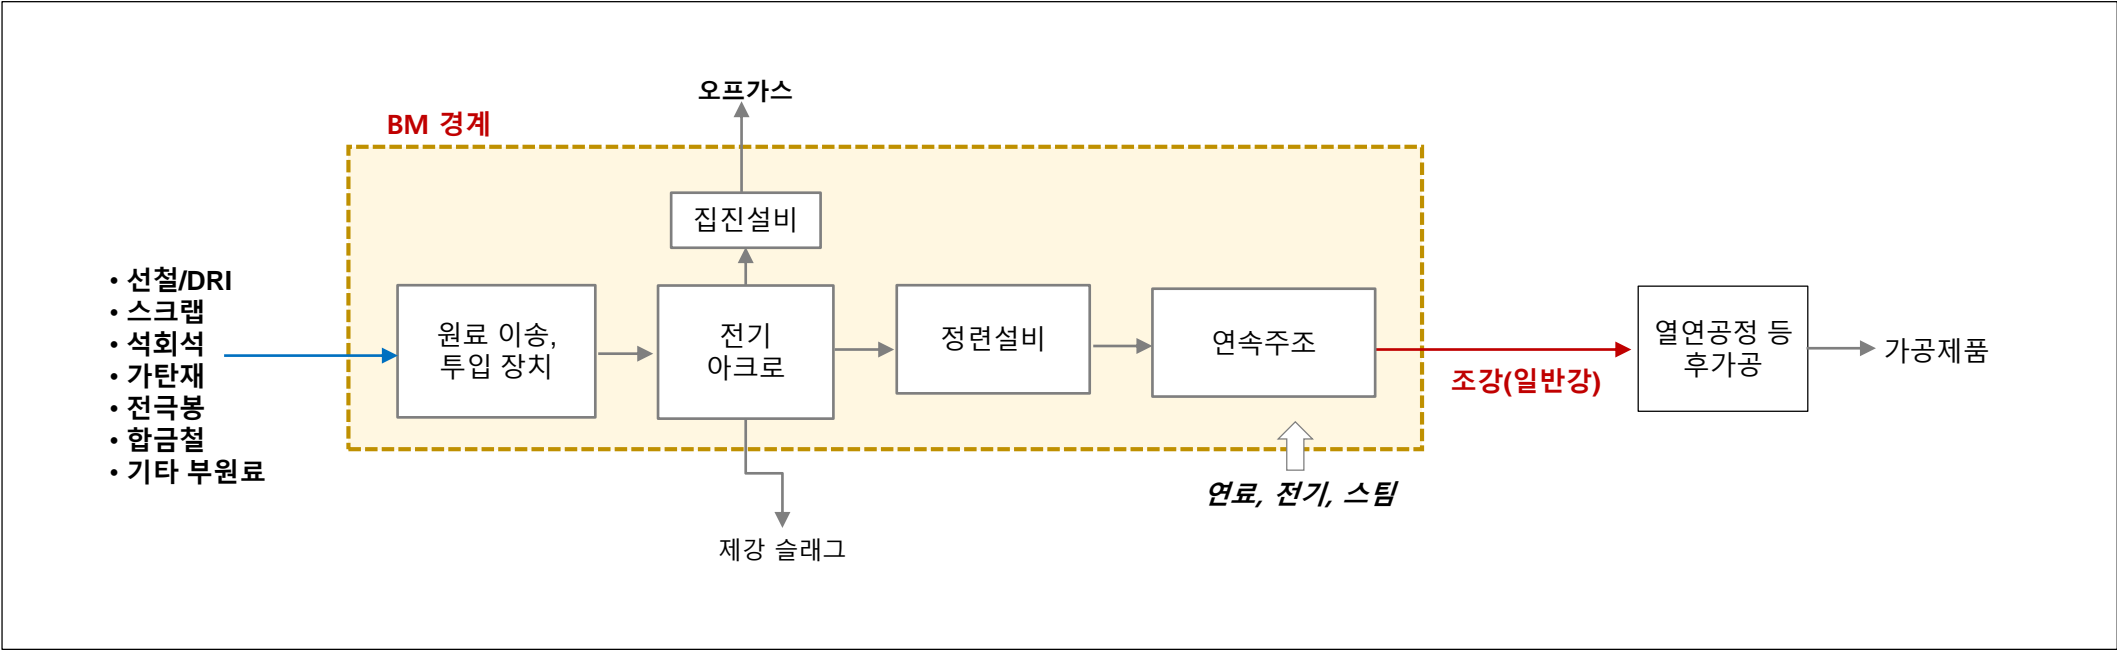 오프가스
BM 경계
집진설비
• 선철/DRI
• 스크랩
• 석회석
• 가탄재
• 전극봉
• 합금철
• 기타 부원료
원료 이송,
투입 장치
전기
아크로
정련설비
연속주조
조강(일반강)
열연공정 등
후가공
가공제품
연료, 전기, 스팀
제강 슬래그